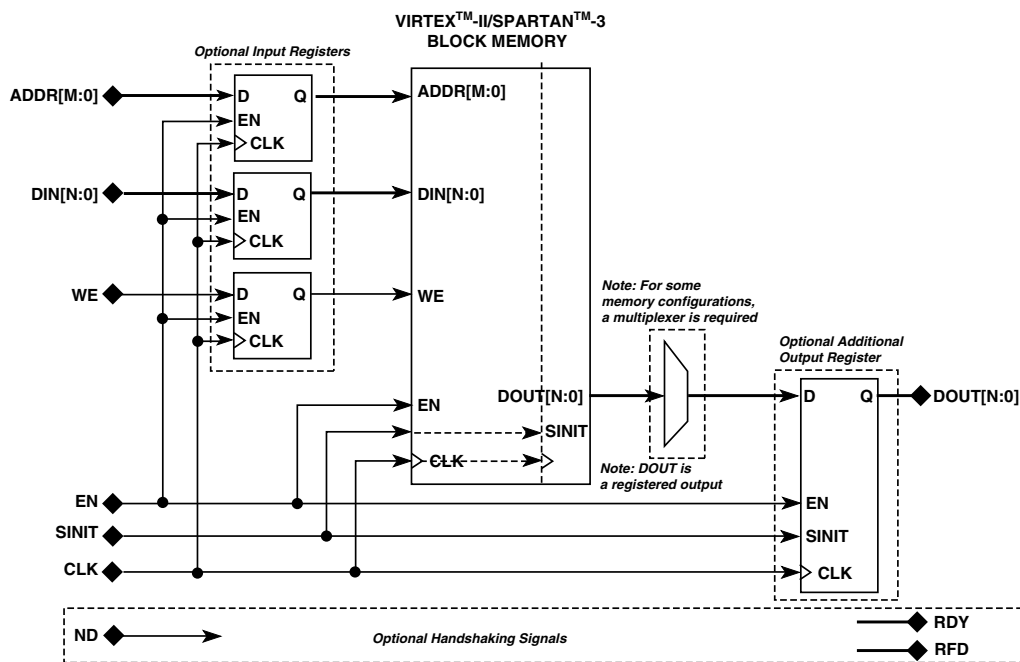 VIRTEX™-II/SPARTAN™-3
BLOCK MEMORY
Optional Input Registers
ADDR[M:0]
D Q
EN
CLK
ADDR[M:0]
DIN[N:0]
D Q
EN
CLK
DIN[N:0]
WE
D Q
EN
CLK
WE
Note: For some
memory configurations,
a multiplexer is required
Optional Additional
Output Register
EN
DOUT[N:0]
SINIT
CLK
Note: DOUT is
a registered output
D Q
DOUT[N:0]
EN
SINIT
CLK
EN
SINIT
CLK
ND
Optional Handshaking Signals
RDY
RFD